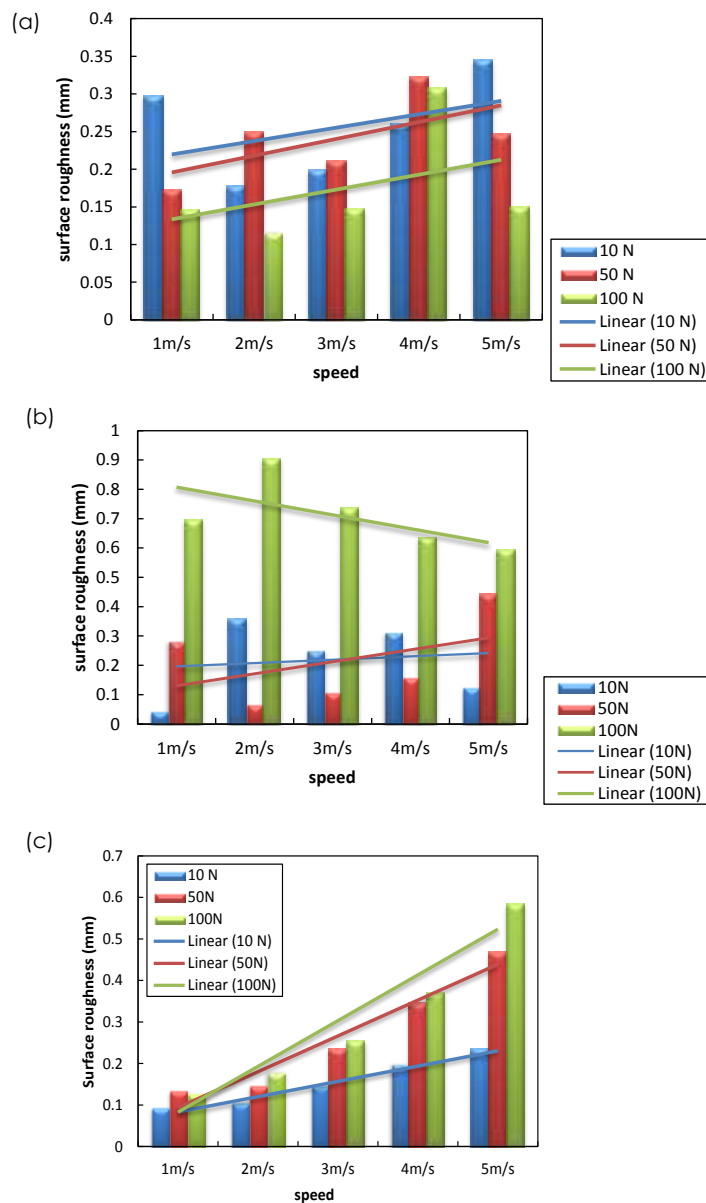 (a)
0.4
0.35
0.3
0.25
0.2
0.15
0.1
0.05
0
surface roughness (mm)
1m/s 2m/s 3m/s 4m/s 5m/s
speed
10 N
50 N
100 N
Linear (10 N)
Linear (50 N)
Linear (100 N)
(b)
1
0.9
0.8
0.7
0.6
0.5
0.4
0.3
0.2
0.1
0
surface roughness (mm)
1m/s 2m/s 3m/s 4m/s 5m/s
speed
10N
50N
100N
Linear (10N)
Linear (50N)
Linear (100N)
(c)
0.7
0.6
0.5
0.4
0.3
0.2
0.1
0
Surface roughness (mm)
10 N
50N
100N
Linear (10 N)
Linear (50N)
Linear (100N)
1m/s 2m/s 3m/s 4m/s 5m/s
speed